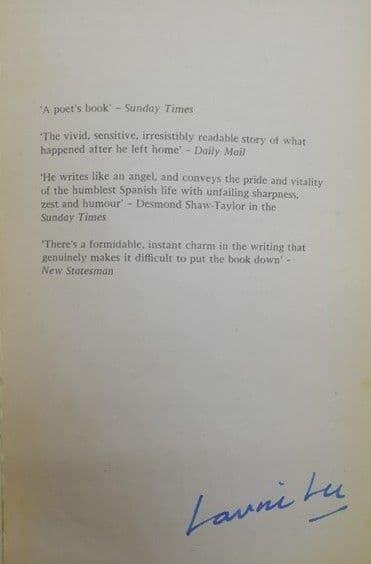 'A poet's book' – Sunday Times
'The vivid, sensitive, irresistibly readable story of what
happened after he left home' – Daily Mail
'He writes like an angel, and conveys the pride and vitality
of the humblest Spanish life with unfailing sharpness,
zest and humour' – Desmond Shaw-Taylor in the
Sunday Times
'There's a formidable, instant charm in the writing that
genuinely makes it difficult to put the book down' –
New Statesman
Laurie Lee